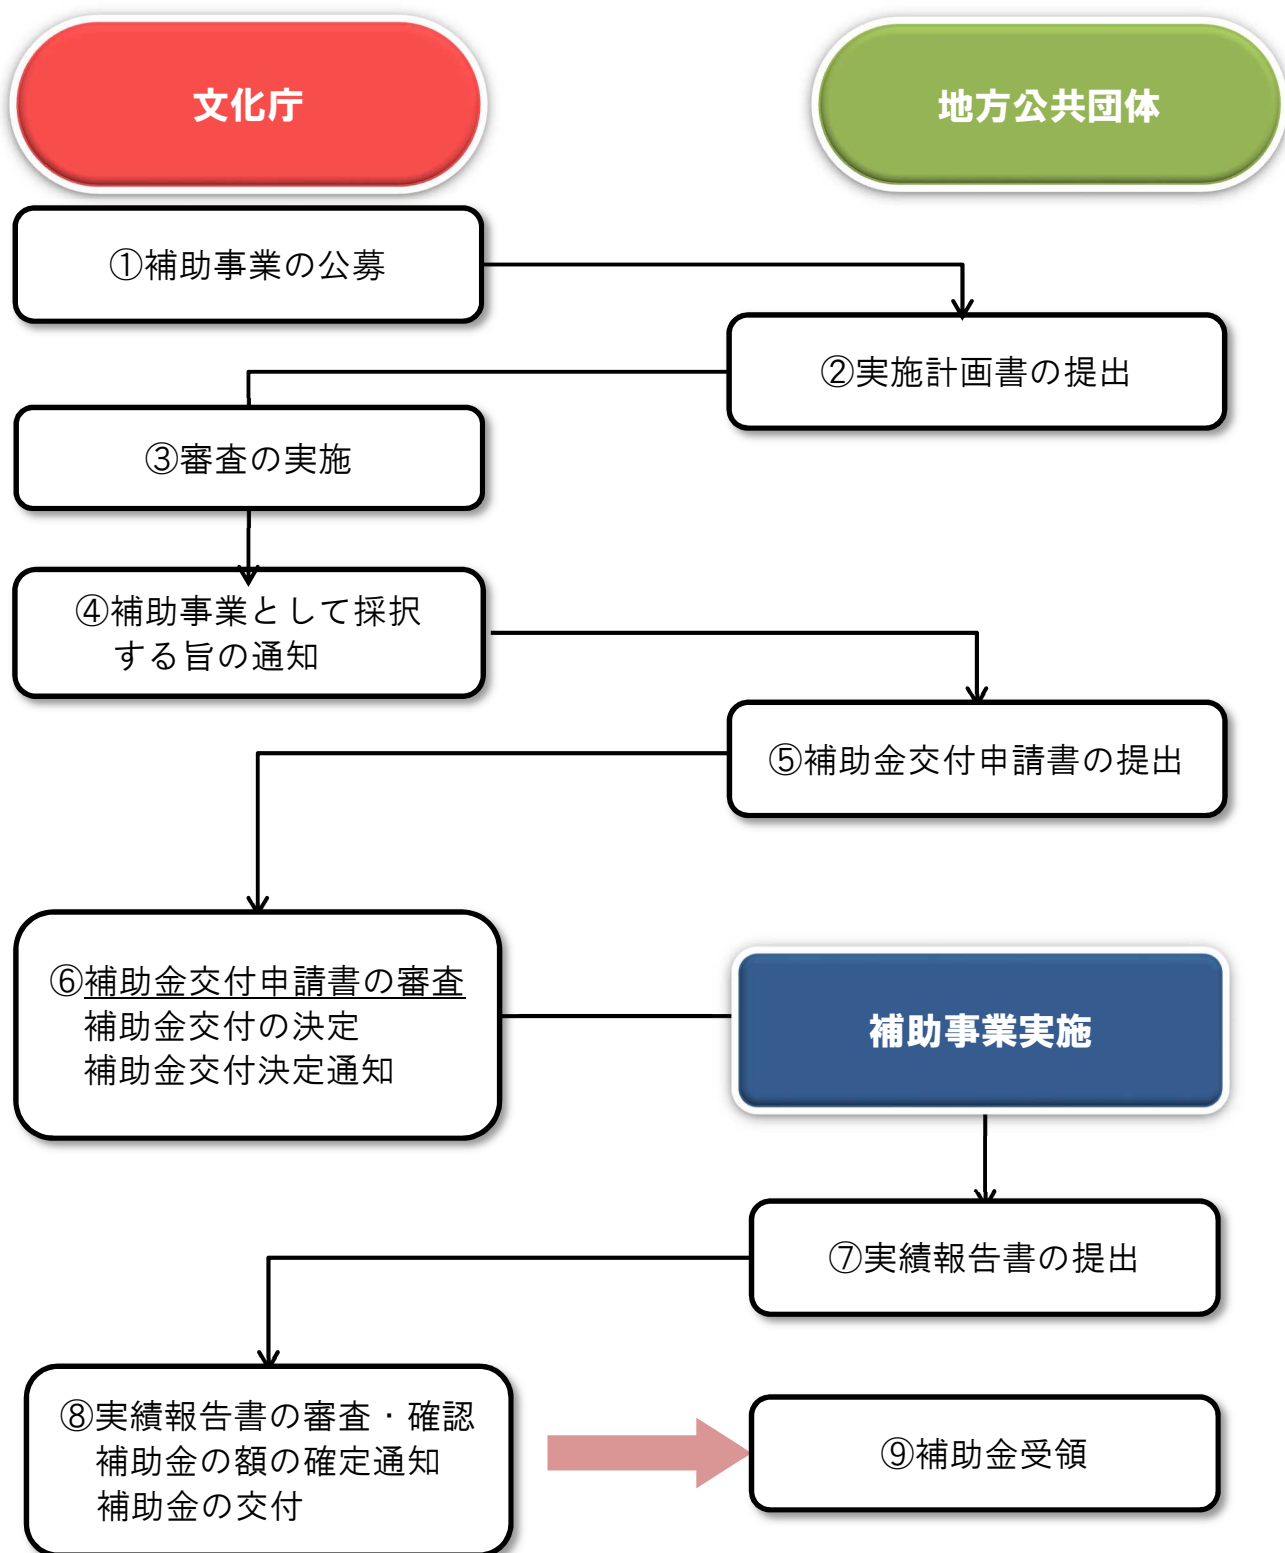 文化庁
地方公共団体
①補助事業の公募
②実施計画書の提出
③審査の実施
④補助事業として採択
する旨の通知
⑤補助金交付申請書の提出
⑥補助金交付申請書の審査
補助金交付の決定
補助金交付決定通知
補助事業実施
⑦実績報告書の提出
⑧実績報告書の審査・確認
補助金の額の確定通知
補助金の交付
⑨補助金受領